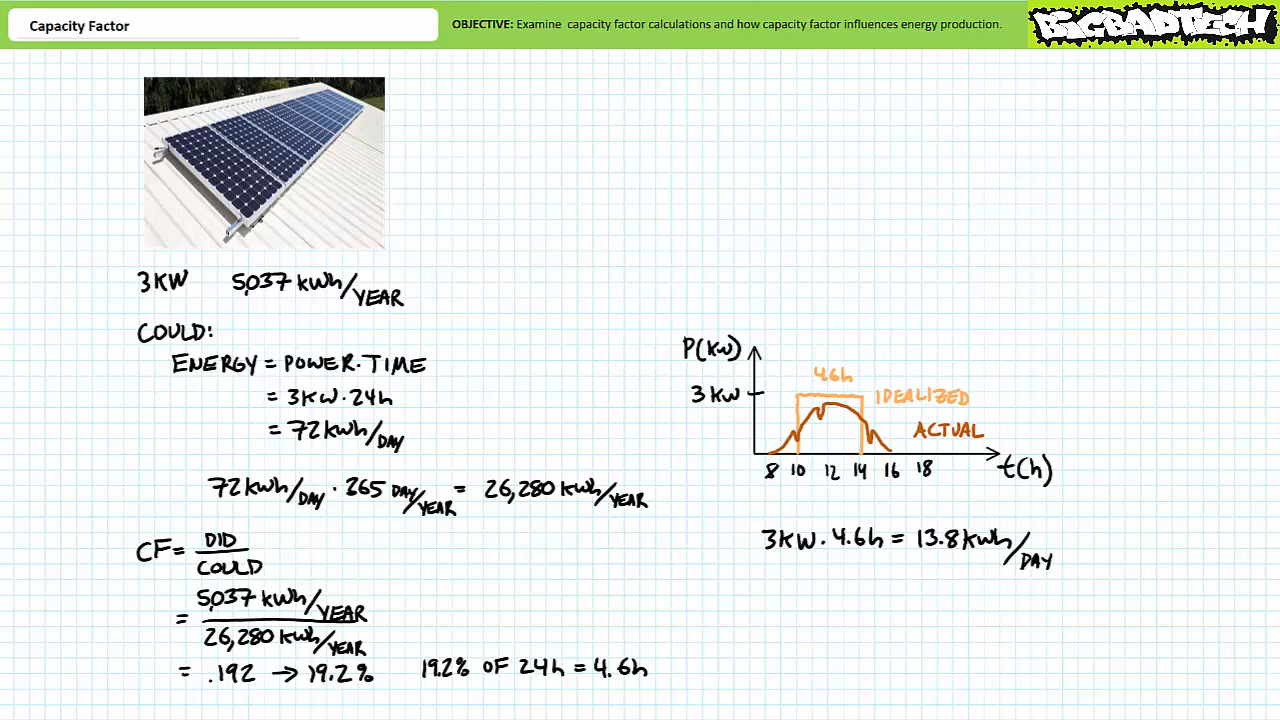 Capacity Factor
OBJECTIVE: Examine capacity factor calculations and how capacity factor influences energy production.
BIGBADTECH
3KW 5,037 kWh/YEAR
COULD:
ENERGY = POWER·TIME
= 3KW·24h
= 72kWh/DAY
72kWh/DAY · 365 DAY/YEAR = 26,280 kWh/YEAR
CF = DID/COULD
= 5,037 kWh/YEAR / 26,280 kWh/YEAR
= .192 → 19.2% 19.2% OF 24h = 4.6h
P(KW)
4.6h
3 KW
IDEALIZED
ACTUAL
8 10 12 14 16 18
t(h)
3KW · 4.6h = 13.8kWh/DAY